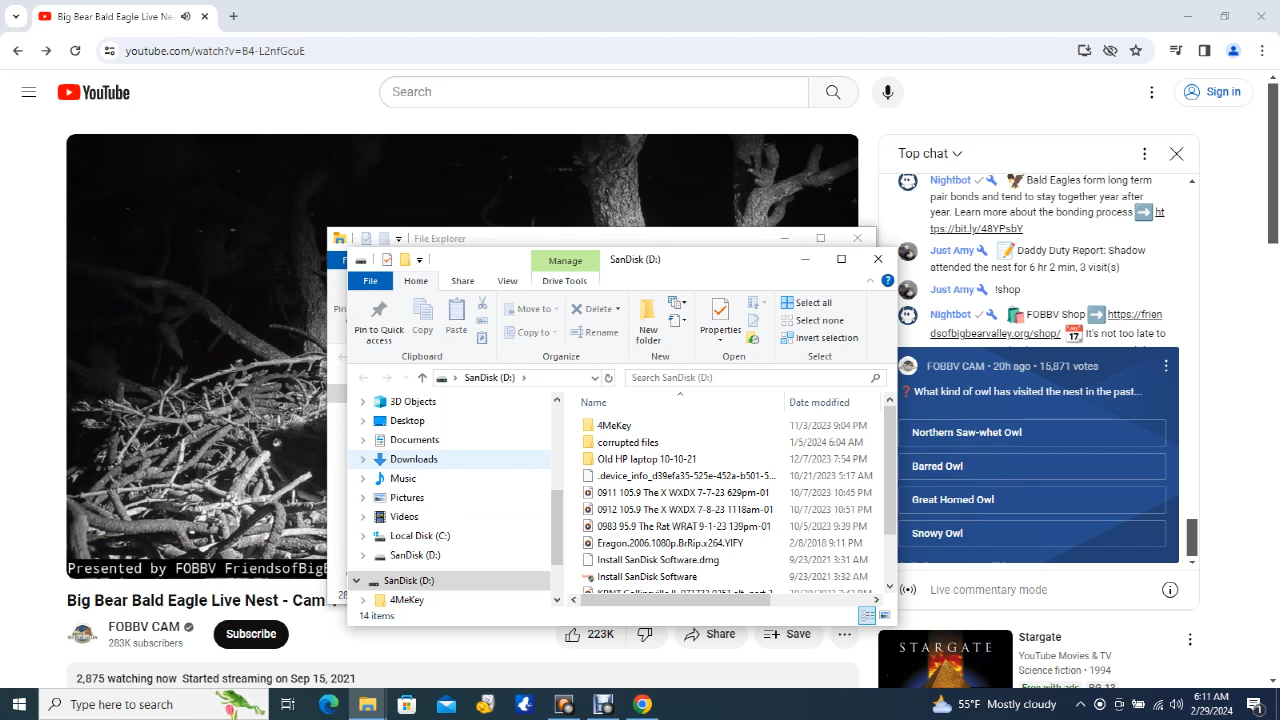 Big Bear Bald Eagle Live Nes
youtube.com/watch?v=B4-L2nfGcuE
YouTube
Search
Sign in
Top chat
Nightbot 🦅 Bald Eagles form long term
pair bonds and tend to stay together year after
year. Learn more about the bonding process ➡️ ht
tps://bit.ly/48YPsbY
Just Amy 📝 Daddy Duty Report: Shadow
attended the nest for 6 hr 2 min, 3 visit(s)
Just Amy !shop
Nightbot 🛍️ FOBBV Shop ➡️ https://frien
dsofbigbearvalley.org/shop/ 📆 It's not too late to
FOBBV CAM • 20h ago • 15,871 votes
❓What kind of owl has visited the nest in the past...
Northern Saw-whet Owl
Barred Owl
Great Horned Owl
Snowy Owl
Live commentary mode
File Explorer
Manage
SanDisk (D:)
File
Home
Share
View
Drive Tools
Pin to Quick
access
Copy
Paste
Clipboard
Move to
Copy to
Delete
Rename
Organize
New
folder
New
Properties
Open
Select all
Select none
Invert selection
Select
SanDisk (D:)
Search SanDisk (D:)
3D Objects
Desktop
Documents
Downloads
Music
Pictures
Videos
Local Disk (C:)
SanDisk (D:)
SanDisk (D:)
4MeKey
Name Date modified
4MeKey 11/3/2023 9:04 PM
corrupted files 1/5/2024 6:04 AM
Old HP laptop 10-10-21 12/7/2023 7:54 PM
.device_info_d39efa35-525e-452a-b501-5... 10/21/2023 5:17 AM
0911 105.9 The X WXDX 7-7-23 629pm-01 10/7/2023 10:45 PM
0912 105.9 The X WXDX 7-8-23 1118am-01 10/7/2023 10:51 PM
0983 95.9 The Rat WRAT 9-1-23 139pm-01 10/5/2023 9:39 PM
Eragon.2006.1080p.BrRip.x264.YIFY 2/8/2018 9:11 PM
Install SanDisk Software.dmg 9/23/2021 3:31 AM
Install SanDisk Software 9/23/2021 3:32 AM
14 items
Presented by FOBBV FriendsofBigB
Big Bear Bald Eagle Live Nest - Cam
FOBBV CAM
283K subscribers
Subscribe
223K
Share
Save
2,875 watching now Started streaming on Sep 15, 2021
STARGATE
Stargate
YouTube Movies & TV
Science fiction • 1994
Free with ads PG-13
Type here to search
55°F Mostly cloudy
6:11 AM
2/29/2024